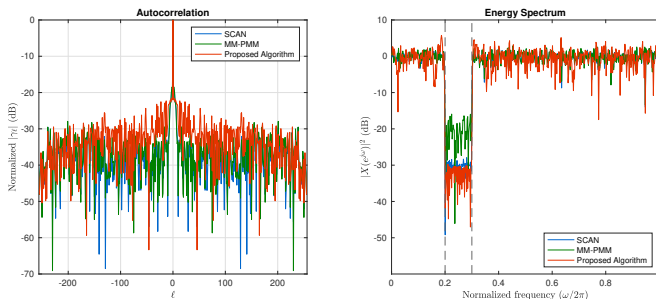 Autocorrelation
Normalized |γℓ| (dB)
0
-10
-20
-30
-40
-50
-60
-70
-200
-100
0
100
200
ℓ
SCAN
MM-PMM
Proposed Algorithm
Energy Spectrum
|X(e^{jω})|² (dB)
10
0
-10
-20
-30
-40
-50
0
0.2
0.4
0.6
0.8
Normalized frequency (ω/2π)
SCAN
MM-PMM
Proposed Algorithm